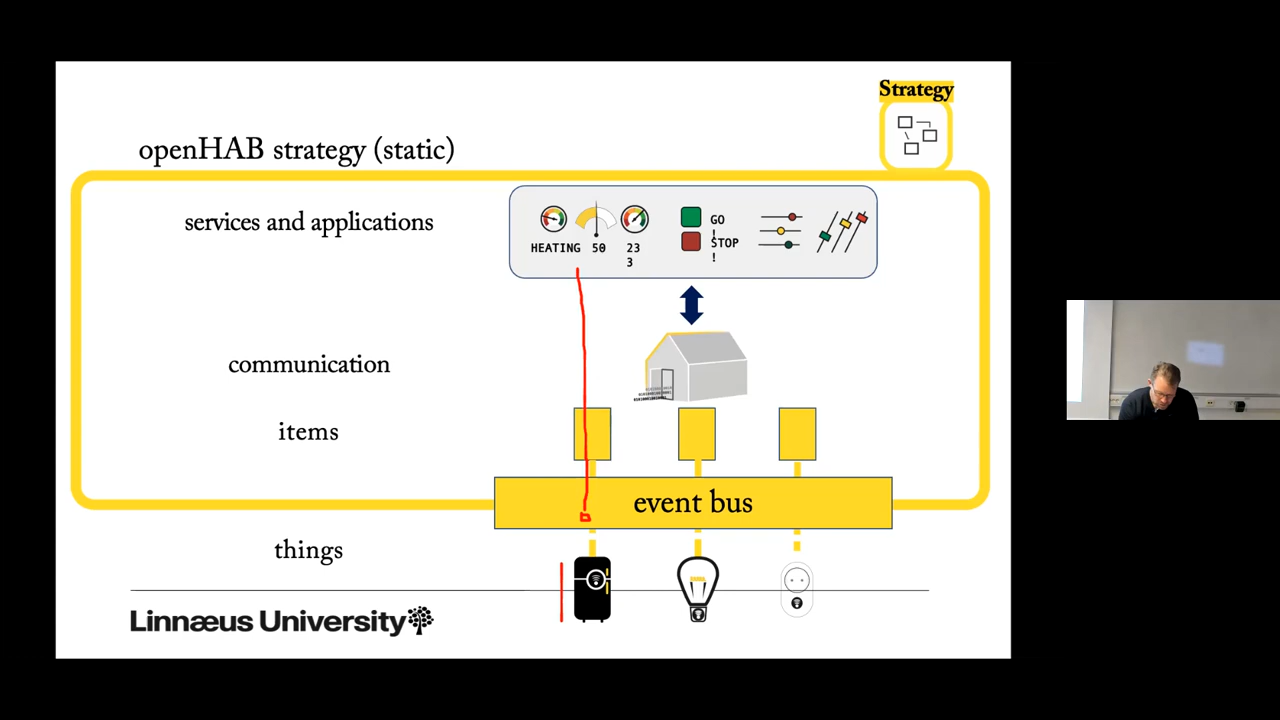 Strategy
openHAB strategy (static)
services and applications
HEATING 50 23
3
GO
!
STOP
!
communication
items
event bus
things
Linnæus University